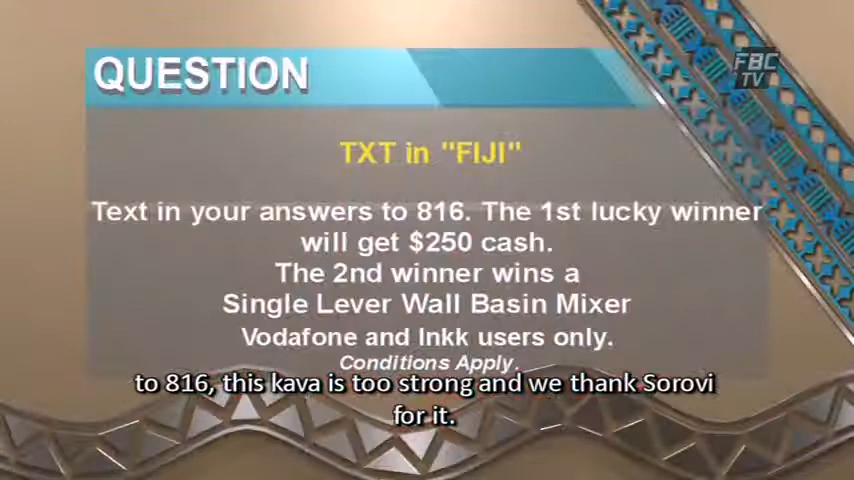 FBC
TV
QUESTION
TXT in "FIJI"
Text in your answers to 816. The 1st lucky winner
will get $250 cash.
The 2nd winner wins a
Single Lever Wall Basin Mixer
Vodafone and Inkk users only.
Conditions Apply.
to 816, this kava is too strong and we thank Sorovi
for it.